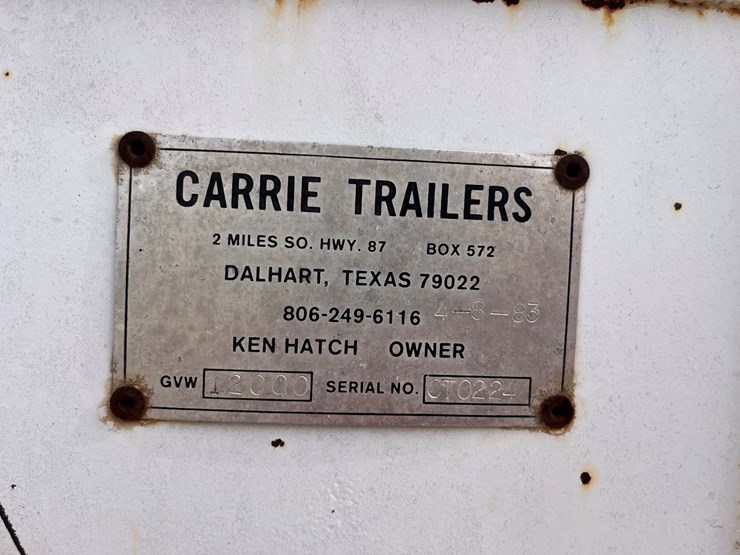 CARRIE TRAILERS
2 MILES SO. HWY. 87 BOX 572
DALHART, TEXAS 79022
806-249-6116 4-8-83
KEN HATCH OWNER
GVW 12000 SERIAL NO. CT0224